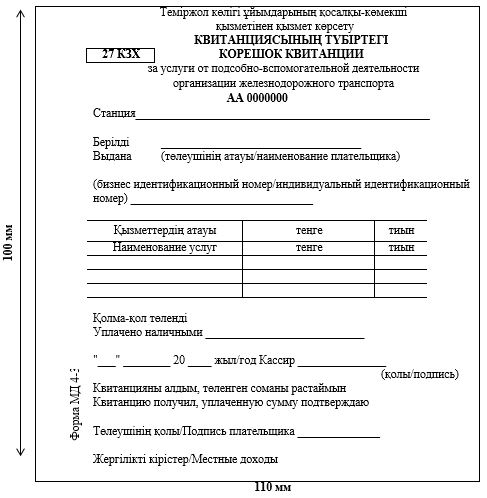 Теміржол көлігі ұйымдарының қосалқы-көмекші
қызметінен қызмет көрсету
КВИТАНЦИЯСЫНЫҢ ТҮБІРТЕГІ
27 КЗХ КОРЕШОК КВИТАНЦИИ
за услуги от подсобно-вспомогательной деятельности
организации железнодорожного транспорта
АА 0000000
Станция
Берілді
Выдана (төлеушінің атауы/наименование плательщика)
(бизнес идентификационный номер/индивидуальный идентификационный
номер)
Қызметтердің атауы теңге тиын
Наименование услуг тенге тиын
Қолма-қол төленді
Уплачено наличными
"___" 20 жыл/год Кассир
(қолы/подпись)
Квитанцияны алдым, төленген соманы растаймын
Квитанцию получил, уплаченную сумму подтверждаю
Төлеушінің қолы/Подпись плательщика
Жергілікті кірістер/Местные доходы
Форма МД 4-3
100 мм
110 мм